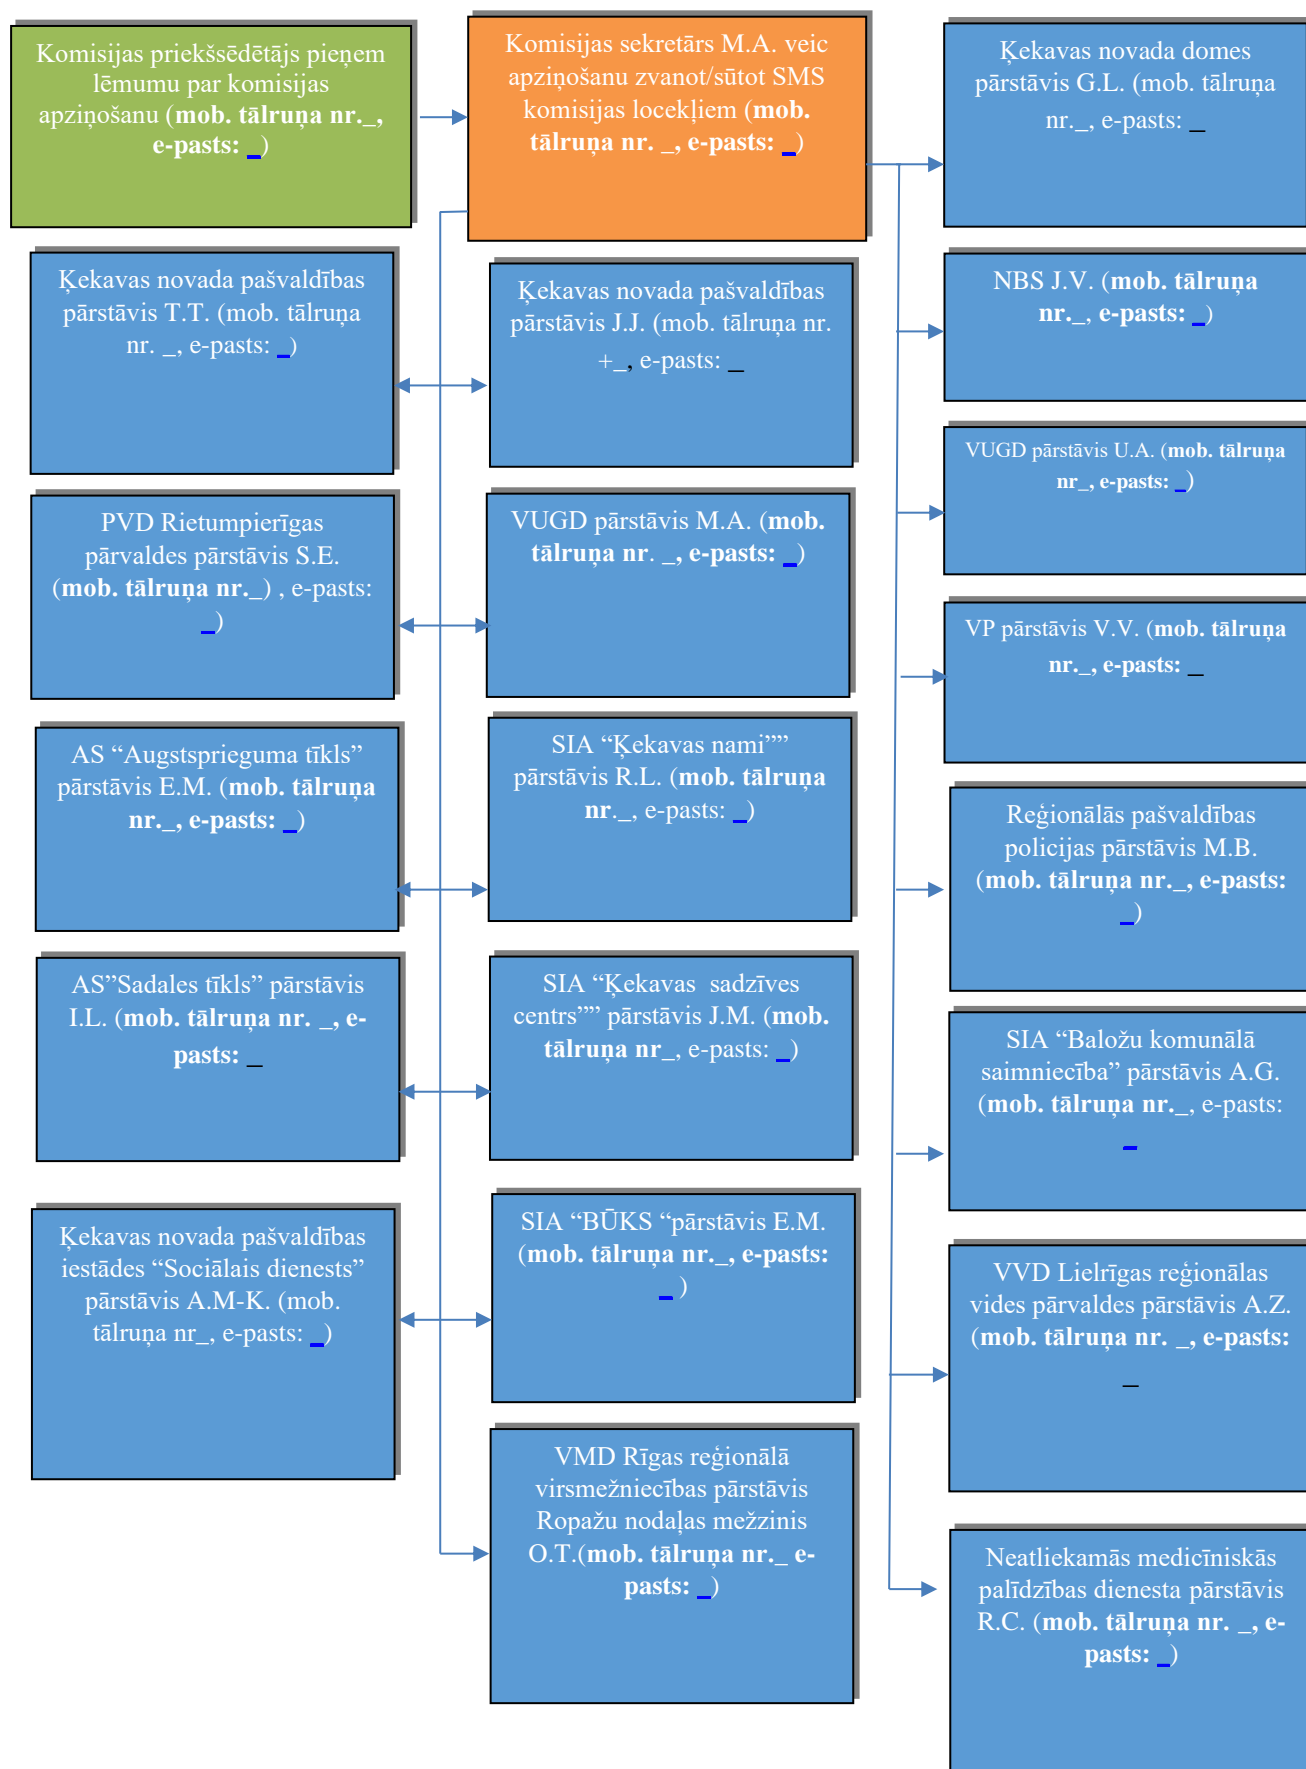 Komisijas priekšsēdētājs pieņem
lēmumu par komisijas
apziņošanu (mob. tālruņa nr._,
e-pasts: _)
Komisijas sekretārs M.A. veic
apziņošanu zvanot/sūtot SMS
komisijas locekļiem (mob.
tālruņa nr. _, e-pasts: _)
Ķekavas novada domes
pārstāvis G.L. (mob. tālruņa
nr._, e-pasts: _
Ķekavas novada pašvaldības
pārstāvis T.T. (mob. tālruņa
nr. _, e-pasts: _)
Ķekavas novada pašvaldības
pārstāvis J.J. (mob. tālruņa nr.
+_, e-pasts: _
NBS J.V. (mob. tālruņa
nr._, e-pasts: _)
VUGD pārstāvis U.A. (mob. tālruņa
nr_, e-pasts: _)
PVD Rietumpierīgas
pārvaldes pārstāvis S.E.
(mob. tālruņa nr._) , e-pasts:
_)
VUGD pārstāvis M.A. (mob.
tālruņa nr. _, e-pasts: _)
VP pārstāvis V.V. (mob. tālruņa
nr._, e-pasts: _
AS “Augstsprieguma tīkls”
pārstāvis E.M. (mob. tālruņa
nr._, e-pasts: _)
SIA “Ķekavas nami””
pārstāvis R.L. (mob. tālruņa
nr._, e-pasts: _)
Reģionālās pašvaldības
policijas pārstāvis M.B.
(mob. tālruņa nr._, e-pasts:
_)
AS”Sadales tīkls” pārstāvis
I.L. (mob. tālruņa nr. _, e-
pasts: _
SIA “Ķekavas  sadzīves
centrs”” pārstāvis J.M. (mob.
tālruņa nr_, e-pasts: _)
SIA “Baložu komunālā
saimniecība” pārstāvis A.G.
(mob. tālruņa nr._, e-pasts:
_
Ķekavas novada pašvaldības
iestādes “Sociālais dienests”
pārstāvis A.M-K. (mob.
tālruņa nr_, e-pasts: _)
SIA “BŪKS “pārstāvis E.M.
(mob. tālruņa nr._, e-pasts:
_ )
VVD Lielrīgas reģionālas
vides pārvaldes pārstāvis A.Z.
(mob. tālruņa nr. _, e-pasts:
_
VMD Rīgas reģionālā
virsmežniecības pārstāvis
Ropažu nodaļas mežzinis
O.T.(mob. tālruņa nr._ e-
pasts: _)
Neatliekamās medicīniskās
palīdzības dienesta pārstāvis
R.C. (mob. tālruņa nr. _, e-
pasts: _)